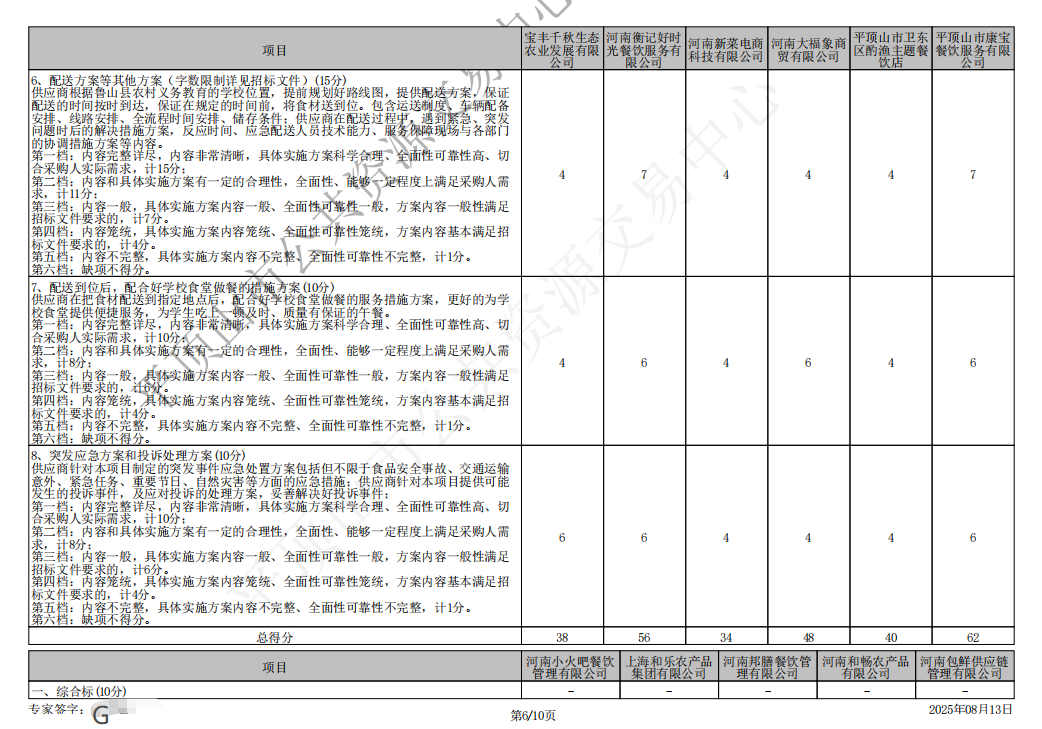 项目
宝丰千秋生态
农业发展有限
公司
河南衡记好时
光餐饮服务有
限公司
河南新菜电商
科技有限公司
河南大福象商
贸有限公司
平顶山市卫东
区酌渔主题餐
饮店
平顶山市康宝
餐饮服务有限
公司
6、配送方案等其他方案（字数限制详见招标文件）(15分)
供应商根据鲁山县农村义务教育的学校位置，提前规划好路线图，提供配送方案，保证
配送的时间按时到达，保证在规定的时间前，将食材送到位。包含运送制度、车辆配备
安排、线路安排、全流程时间安排、储存条件；供应商在配送过程中，遇到紧急、突发
问题时后的解决措施方案，反应时间、应急配送人员技术能力、服务保障现场与各部门
的协调措施方案等内容。
第一档：内容完整详尽，内容非常清晰，具体实施方案科学合理、全面性可靠性高、切
合采购人实际需求，计15分；
第二档：内容和具体实施方案有一定的合理性，全面性、能够一定程度上满足采购人需
求，计11分；
第三档：内容一般，具体实施方案内容一般、全面性可靠性一般，方案内容一般性满足
招标文件要求的，计7分。
第四档：内容笼统，具体实施方案内容笼统、全面性可靠性笼统，方案内容基本满足招
标文件要求的，计4分。
第五档：内容不完整，具体实施方案内容不完整、全面性可靠性不完整，计1分。
第六档：缺项不得分。
4 7 4 4 4 7
7、配送到位后，配合好学校食堂做餐的措施方案(10分)
供应商在把食材配送到指定地点后，配合好学校食堂做餐的服务措施方案，更好的为学
校食堂提供便捷服务，为学生吃上一顿及时、质量有保证的午餐。
第一档：内容完整详尽，内容非常清晰，具体实施方案科学合理、全面性可靠性高、切
合采购人实际需求，计10分；
第二档：内容和具体实施方案有一定的合理性，全面性、能够一定程度上满足采购人需
求，计8分；
第三档：内容一般，具体实施方案内容一般、全面性可靠性一般，方案内容一般性满足
招标文件要求的，计6分。
第四档：内容笼统，具体实施方案内容笼统、全面性可靠性笼统，方案内容基本满足招
标文件要求的，计4分。
第五档：内容不完整，具体实施方案内容不完整、全面性可靠性不完整，计1分。
第六档：缺项不得分。
4 6 4 6 4 6
8、突发应急方案和投诉处理方案(10分)
供应商针对本项目制定的突发事件应急处置方案包括但不限于食品安全事故、交通运输
意外、紧急任务、重要节日、自然灾害等方面的应急措施；供应商针对本项目提供可能
发生的投诉事件，及应对投诉的处理方案，妥善解决好投诉事件；
第一档：内容完整详尽，内容非常清晰，具体实施方案科学合理、全面性可靠性高、切
合采购人实际需求，计10分；
第二档：内容和具体实施方案有一定的合理性，全面性、能够一定程度上满足采购人需
求，计8分；
第三档：内容一般，具体实施方案内容一般、全面性可靠性一般，方案内容一般性满足
招标文件要求的，计6分。
第四档：内容笼统，具体实施方案内容笼统、全面性可靠性笼统，方案内容基本满足招
标文件要求的，计4分。
第五档：内容不完整，具体实施方案内容不完整、全面性可靠性不完整，计1分。
第六档：缺项不得分。
6 6 4 4 4 6
总得分 38 56 34 48 40 62
项目
河南小火吧餐饮
管理有限公司
上海和乐农产品
集团有限公司
河南邦膳餐饮管
理有限公司
河南和畅农产品
有限公司
河南包鲜供应链
管理有限公司
一、综合标(10分) - - - - -
专家签字： G
第6/10页
2025年08月13日
平顶山市公共资源交易中心
平顶山市公共资源交易中心